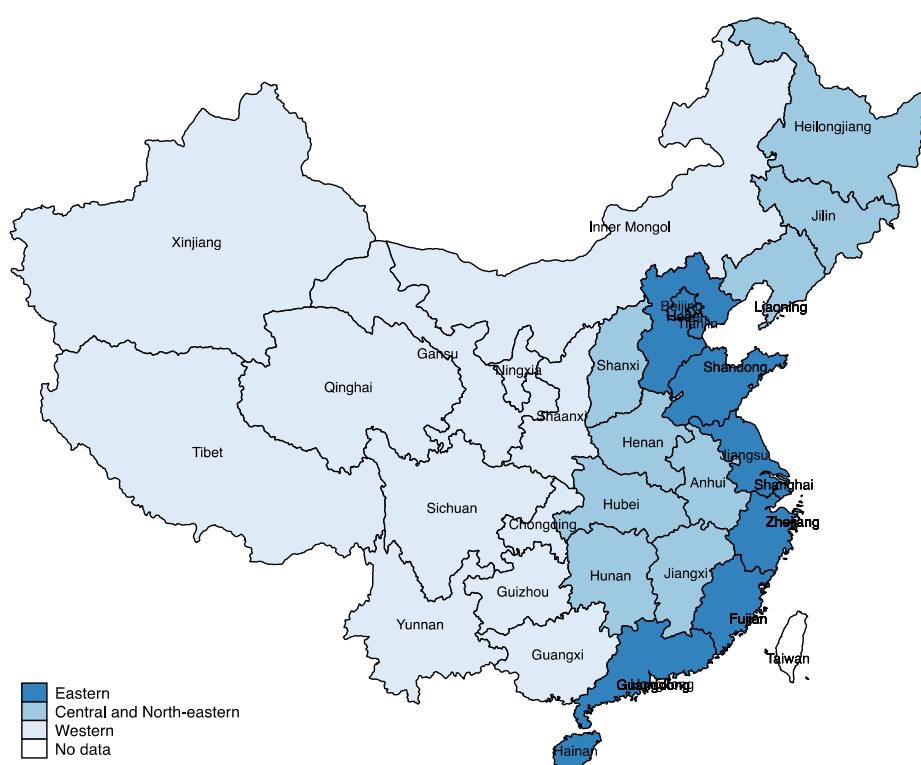 Heilongjiang
Jilin
Inner Mongol
Xinjiang
Liaoning
Beijing
Hebei
Tianjin
Gansu
Ningxia
Shanxi
Shandong
Qinghai
Shaanxi
Henan
Jiangsu
Tibet
Anhui
Shanghai
Sichuan
Hubei
Chongqing
Zhejiang
Hunan
Jiangxi
Guizhou
Yunnan
Fujian
Guangxi
Taiwan
Guangdong
Hainan
Eastern
Central and North-eastern
Western
No data